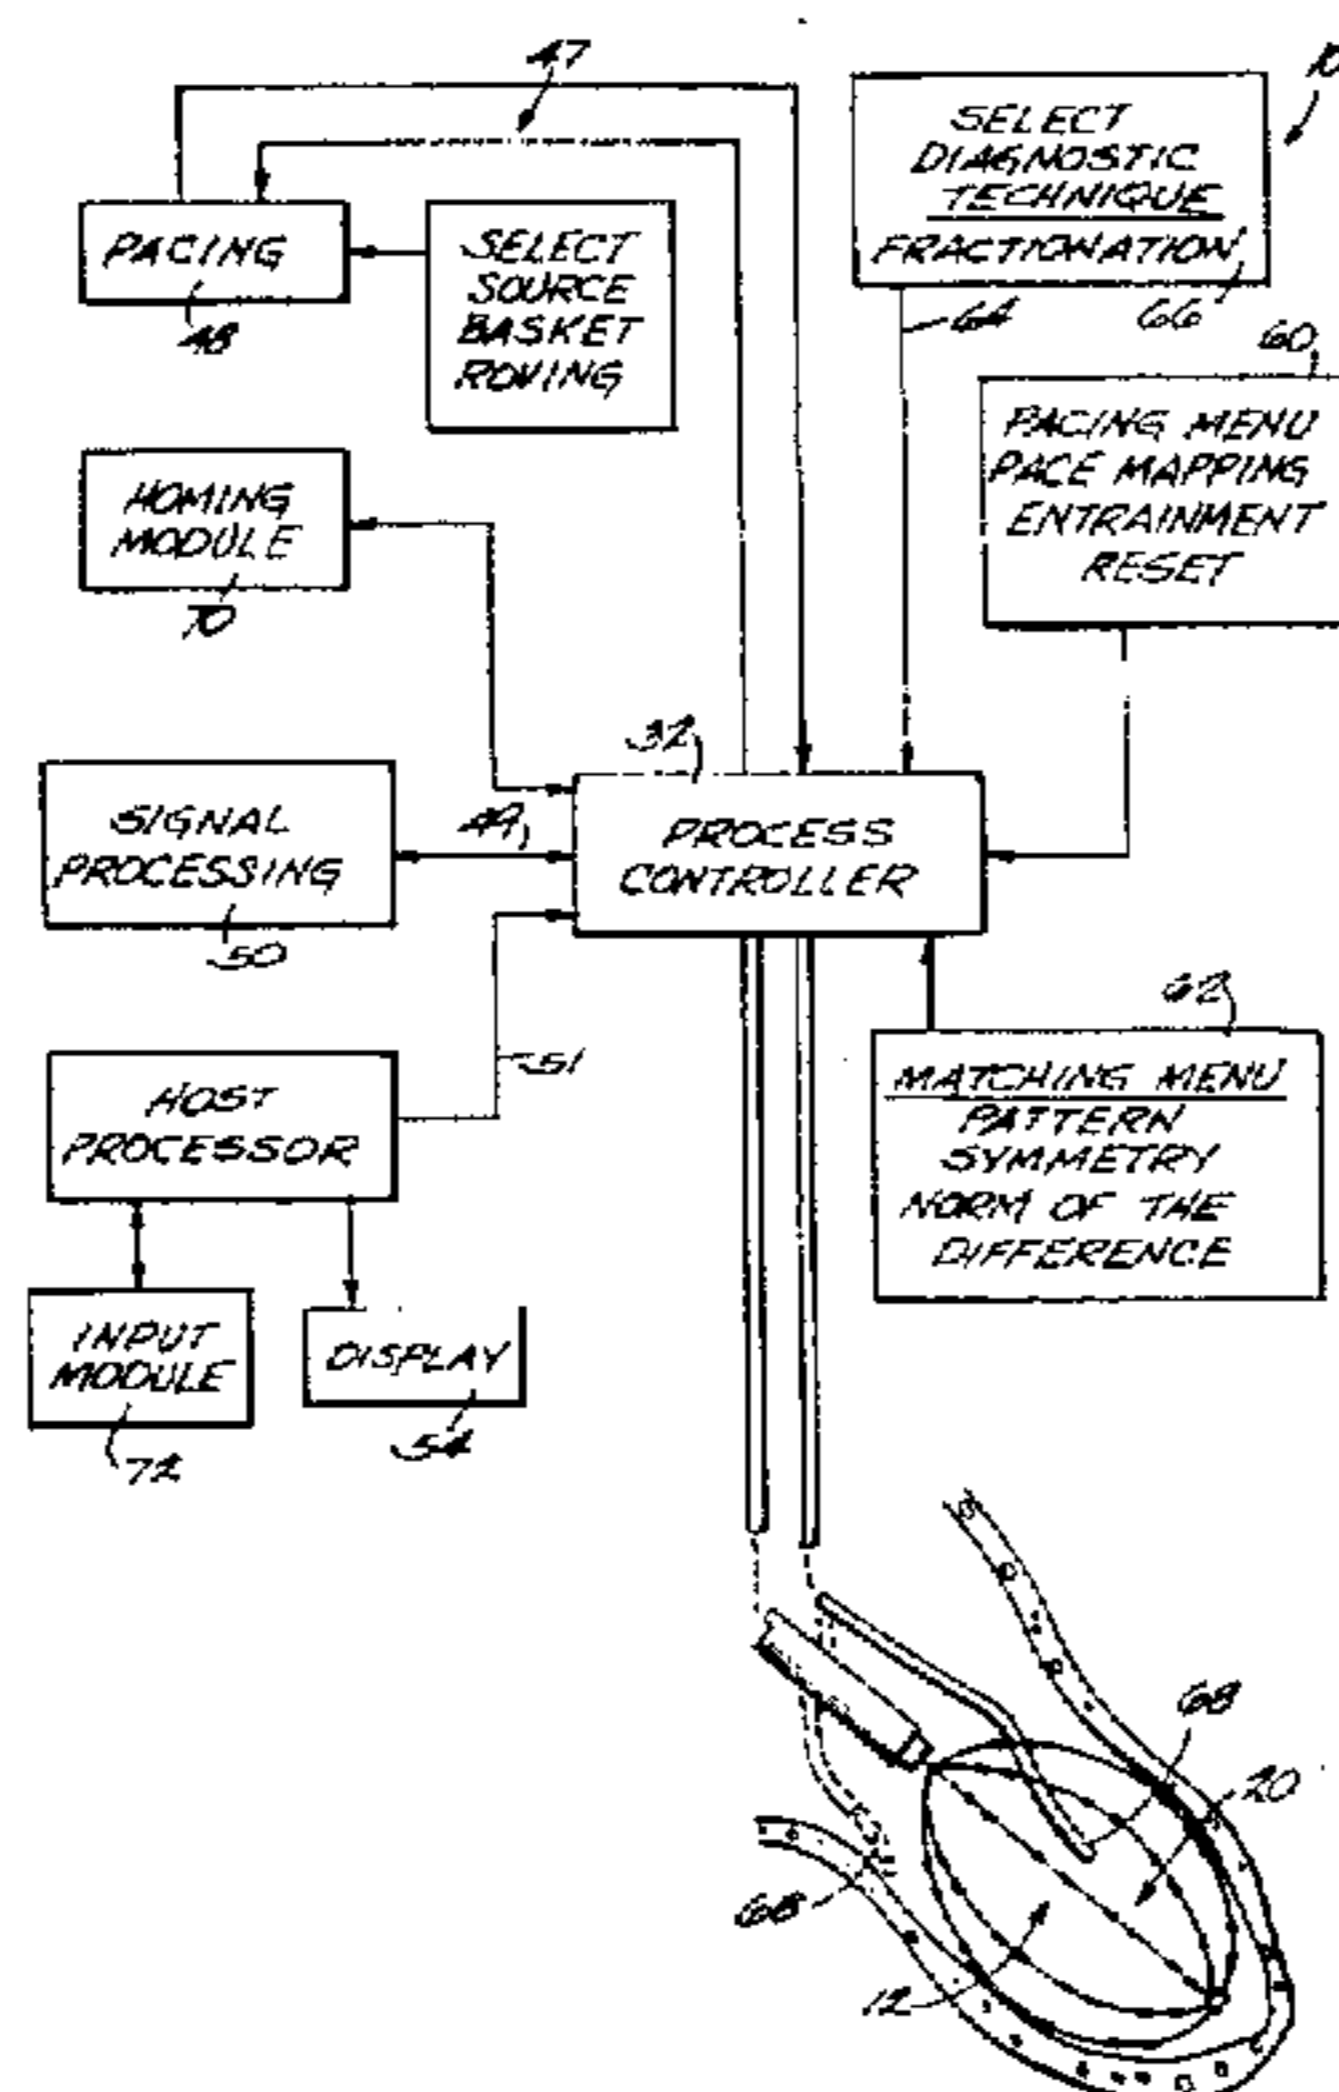 47
10
SELECT
DIAGNOSTIC
TECHNIQUE
FRACTIONATION
PACING
SELECT
SOURCE
BASKET
ROVING
48
64
66
60
PACING MENU
PACE MAPPING
ENTRAINMENT
RESET
HOMING
MODULE
70
32
SIGNAL
PROCESSING
50
49
PROCESS
CONTROLLER
62
HOST
PROCESSOR
51
MATCHING MENU
PATTERN
SYMMETRY
NORM OF THE
DIFFERENCE
INPUT
MODULE
72
DISPLAY
54
68
20
68
12